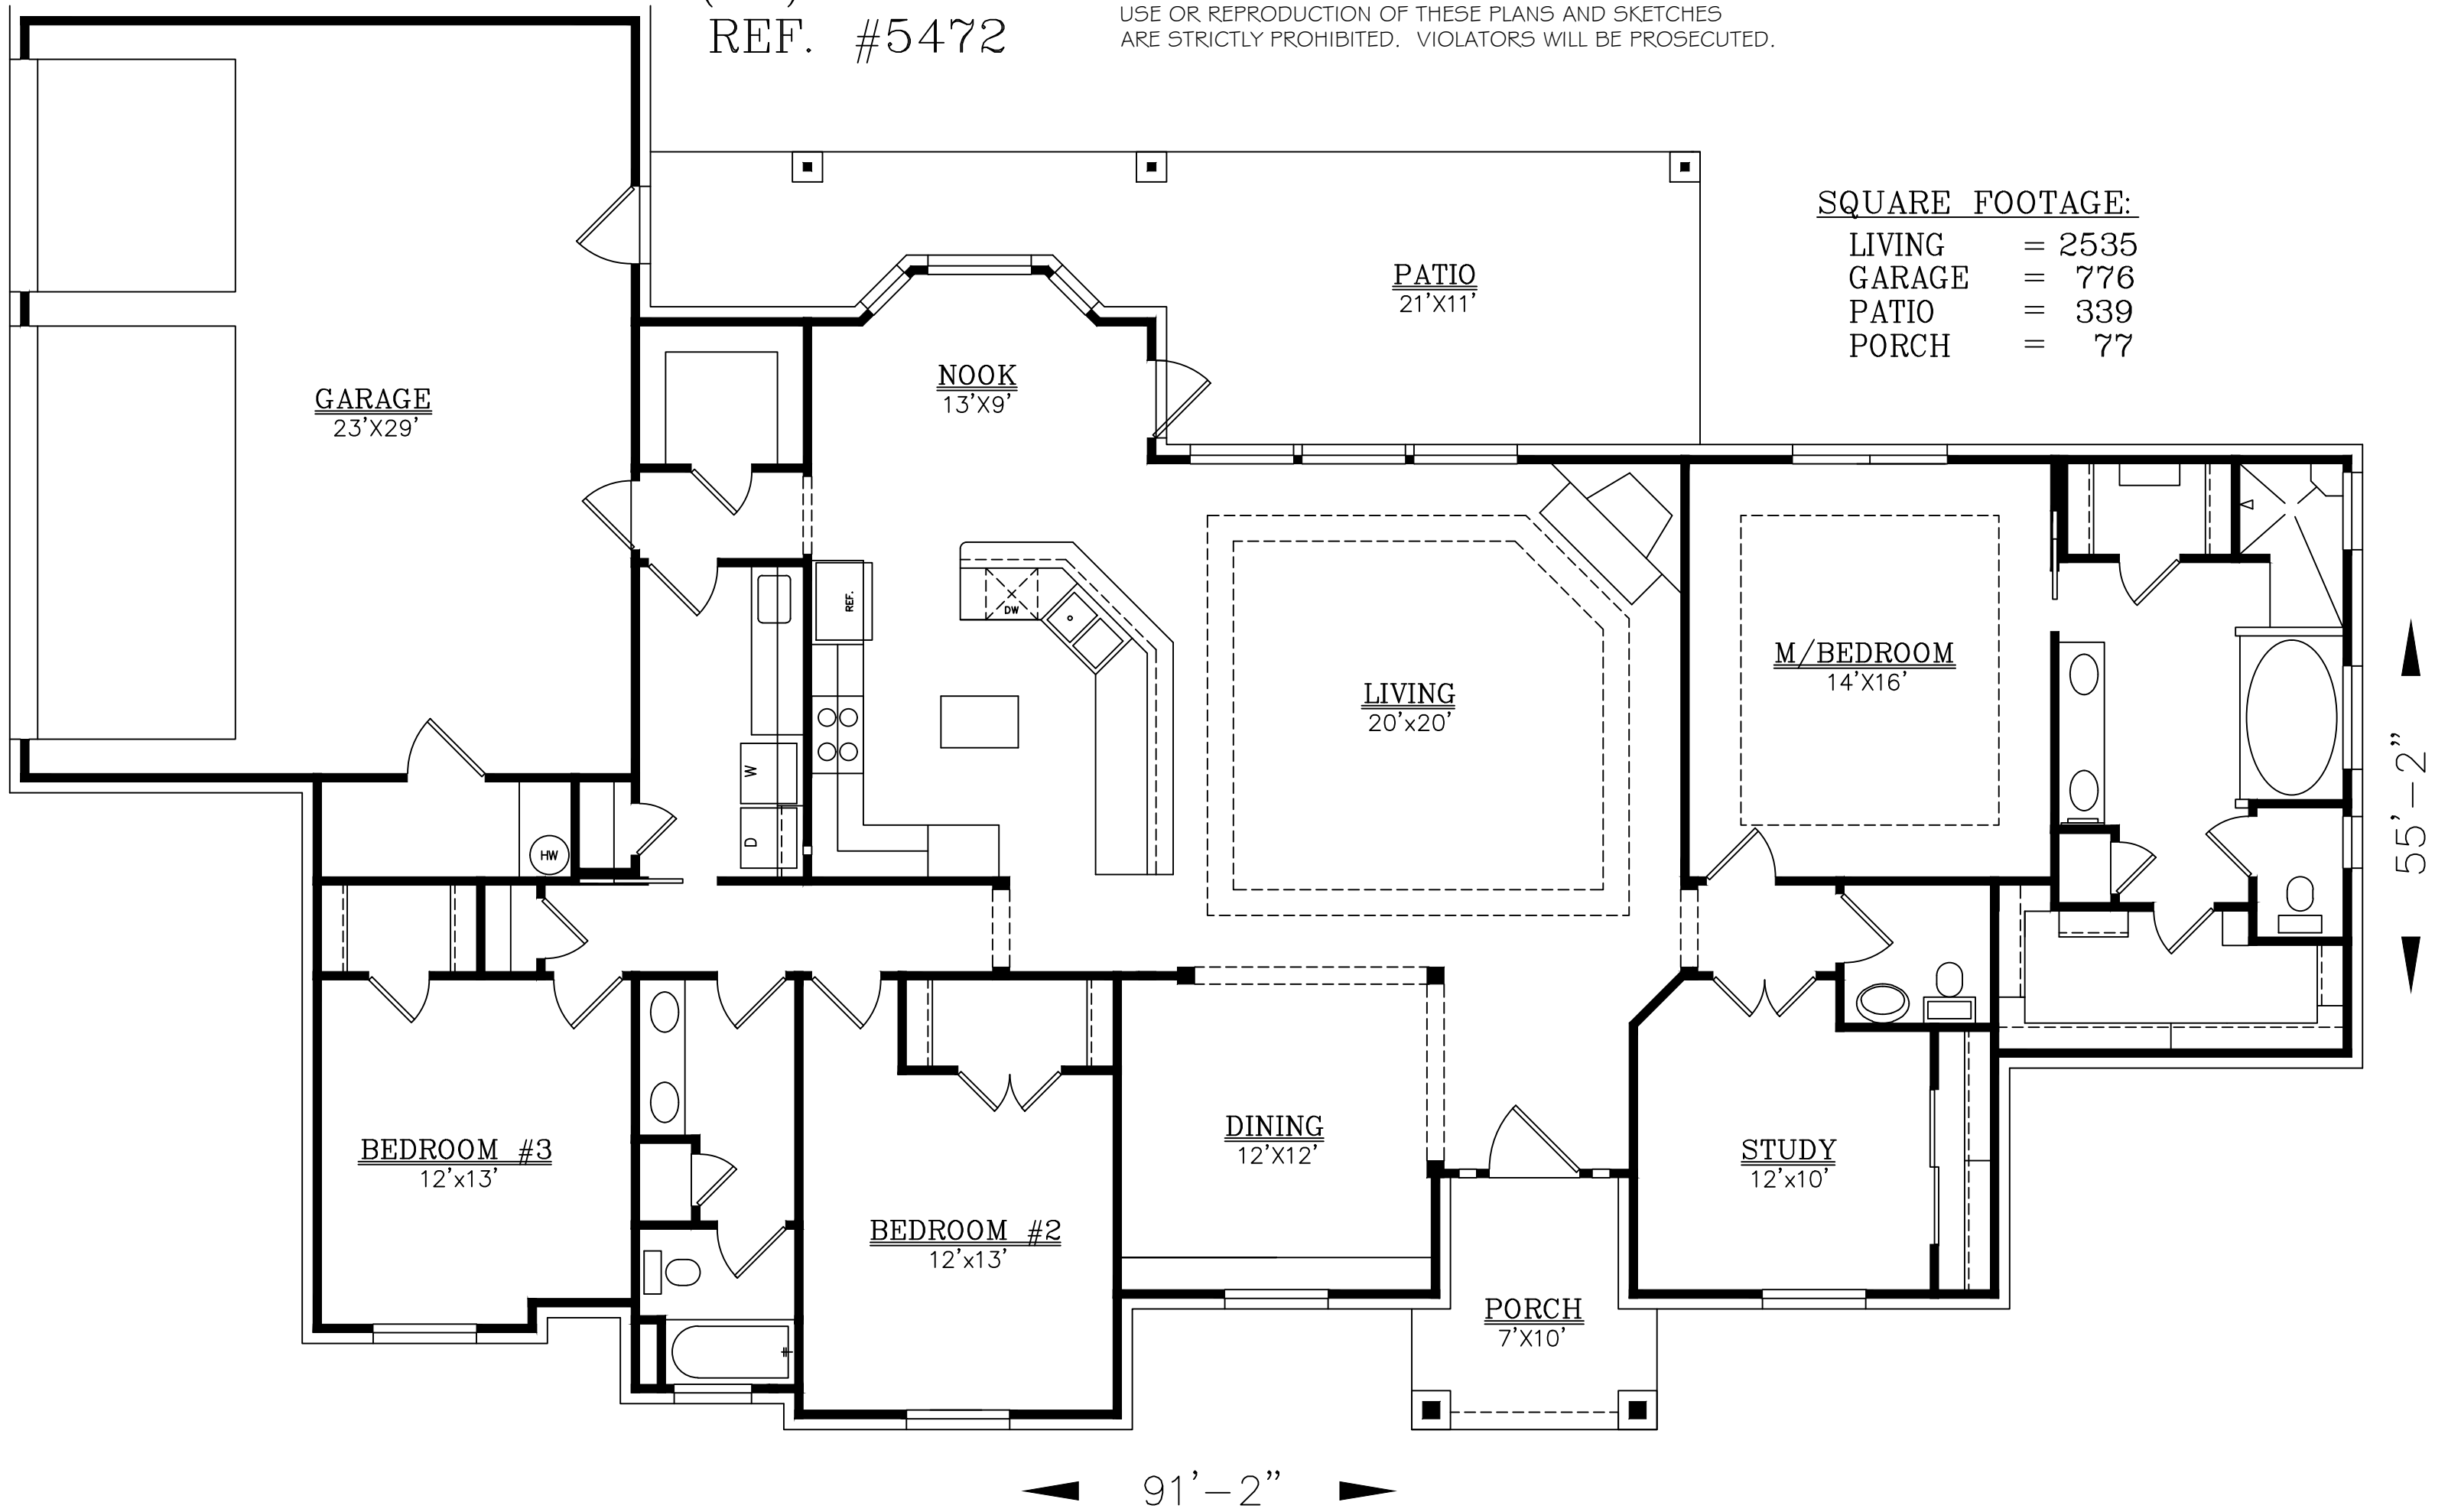 REF. #5472
USE OR REPRODUCTION OF THESE PLANS AND SKETCHES
ARE STRICTLY PROHIBITED. VIOLATORS WILL BE PROSECUTED.
SQUARE FOOTAGE:
LIVING = 2535
GARAGE = 776
PATIO = 339
PORCH = 77
PATIO
21'X11'
NOOK
13'X9'
GARAGE
23'X29'
REF.
DW
M/BEDROOM
14'X16'
LIVING
20'x20'
W
D
HW
55'-2"
DINING
12'X12'
BEDROOM #3
12'x13'
STUDY
12'x10'
BEDROOM #2
12'x13'
PORCH
7'X10'
91'-2"